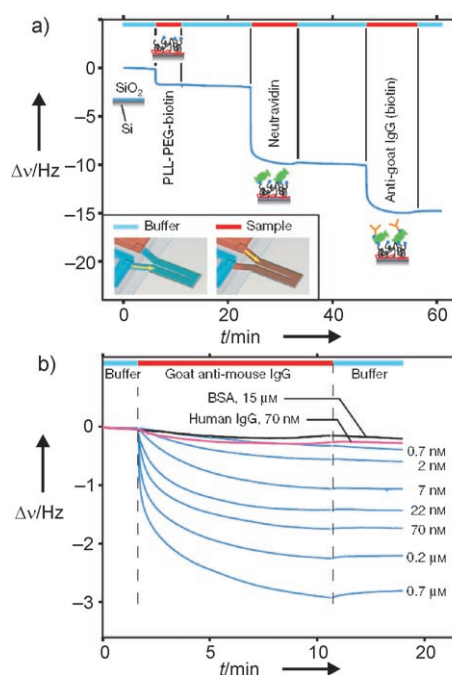 a)
0
−5
−10
−15
−20
Δν/Hz
SiO2
Si
PLL-PEG-biotin
Neutravidin
Anti-goat IgG (biotin)
Buffer
Sample
0
20
40
60
t/min
b)
Buffer
Goat anti-mouse IgG
Buffer
BSA, 15 μM
Human IgG, 70 nM
0
−1
−2
−3
Δν/Hz
0.7 nM
2 nM
7 nM
22 nM
70 nM
0.2 μM
0.7 μM
0
5
10
20
t/min